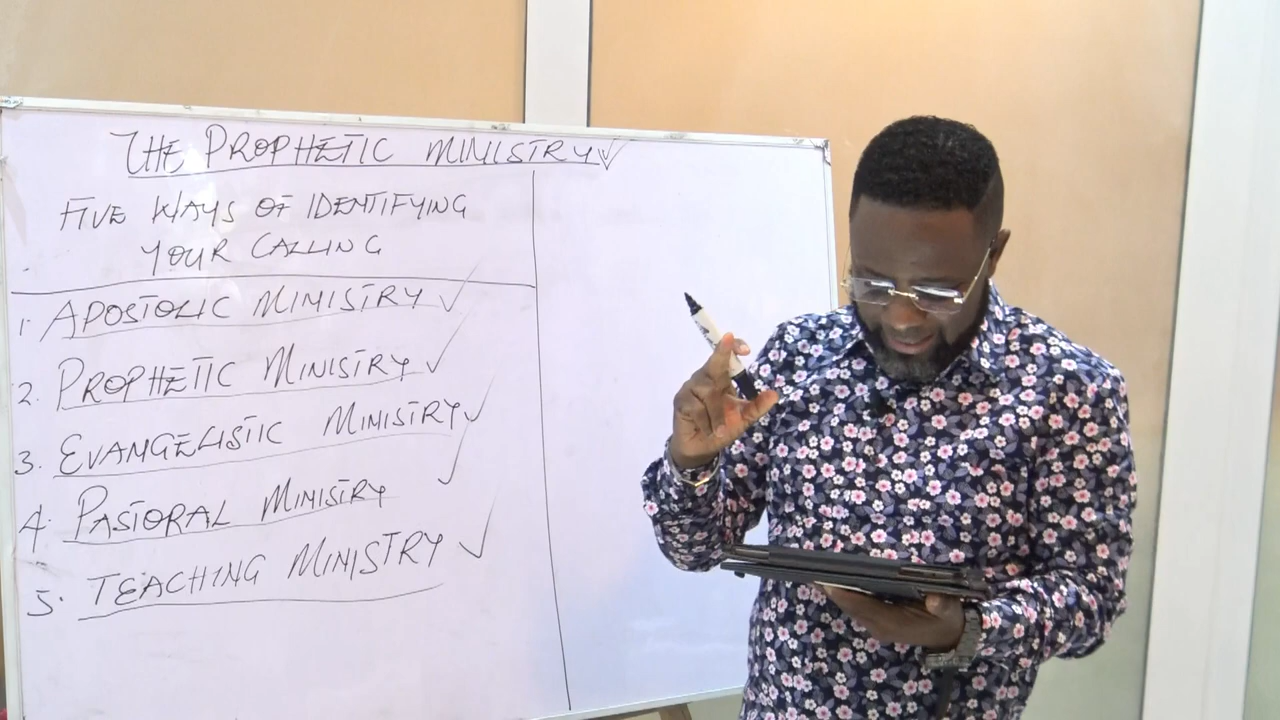 THE PROPHETIC MINISTRY
FIVE WAYS OF IDENTIFYING
YOUR CALLING
1. APOSTOLIC MINISTRY
2. PROPHETIC MINISTRY
3. EVANGELISTIC MINISTRY
4. PASTORAL MINISTRY
5. TEACHING MINISTRY